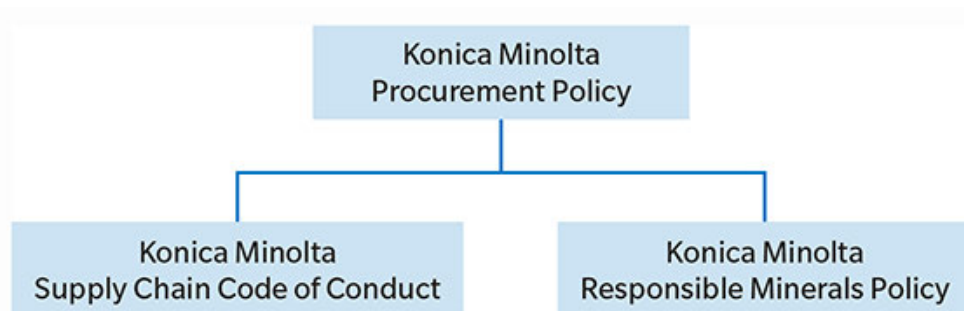 Konica Minolta
Procurement Policy
Konica Minolta
Supply Chain Code of Conduct
Konica Minolta
Responsible Minerals Policy